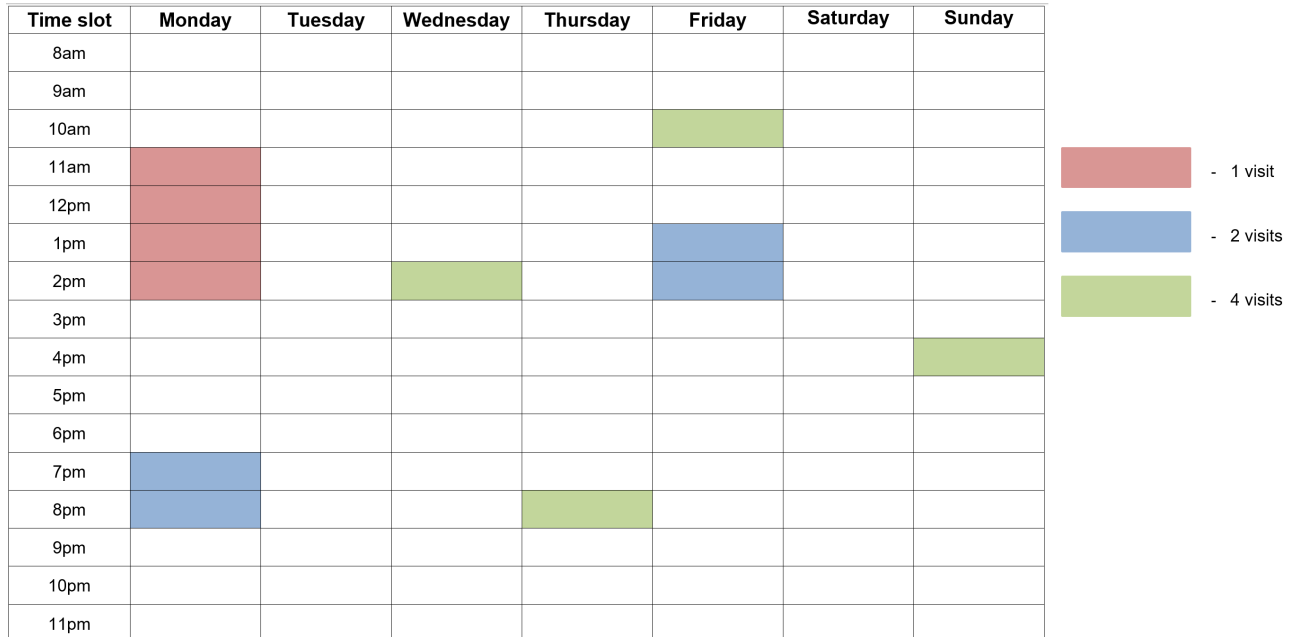 Time slot Monday Tuesday Wednesday Thursday Friday Saturday Sunday
8am
9am
10am
11am
12pm
1pm
2pm
3pm
4pm
5pm
6pm
7pm
8pm
9pm
10pm
11pm
- 1 visit
- 2 visits
- 4 visits